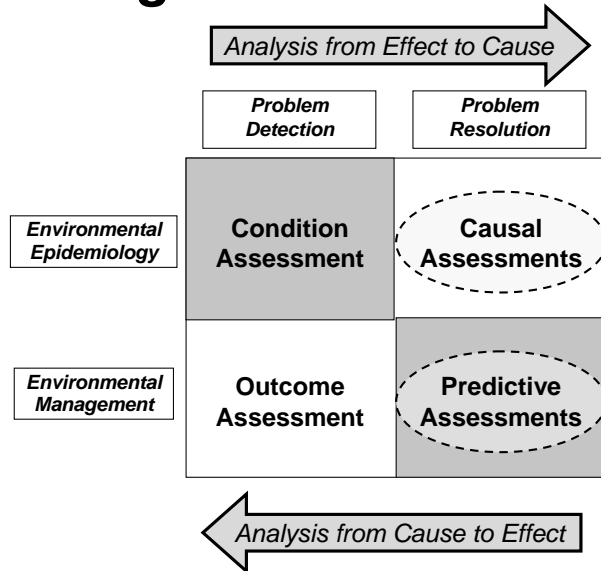 g
Analysis from Effect to Cause
Problem
Detection
Problem
Resolution
Environmental
Epidemiology
Condition
Assessment
Causal
Assessments
Environmental
Management
Outcome
Assessment
Predictive
Assessments
Analysis from Cause to Effect